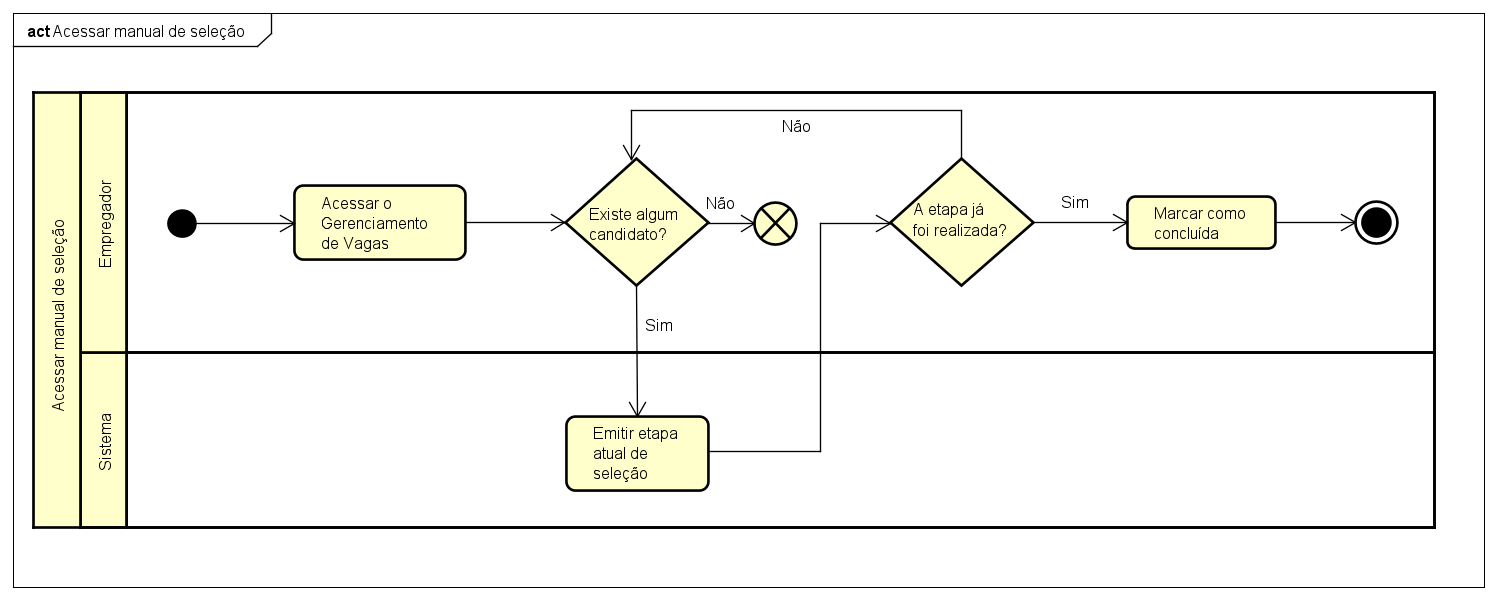 act Acessar manual de seleção
Acessar manual de seleção
Empregador
Sistema
Acessar o
Gerenciamento
de Vagas
Existe algum
candidato?
Não
Sim
Não
A etapa já
foi realizada?
Sim
Marcar como
concluída
Emitir etapa
atual de
seleção